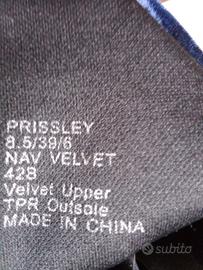 PRISSLEY
8.5/39/6
NAV VELVET
42B
Velvet Upper
TPR Outsole
MADE IN CHINA
subito